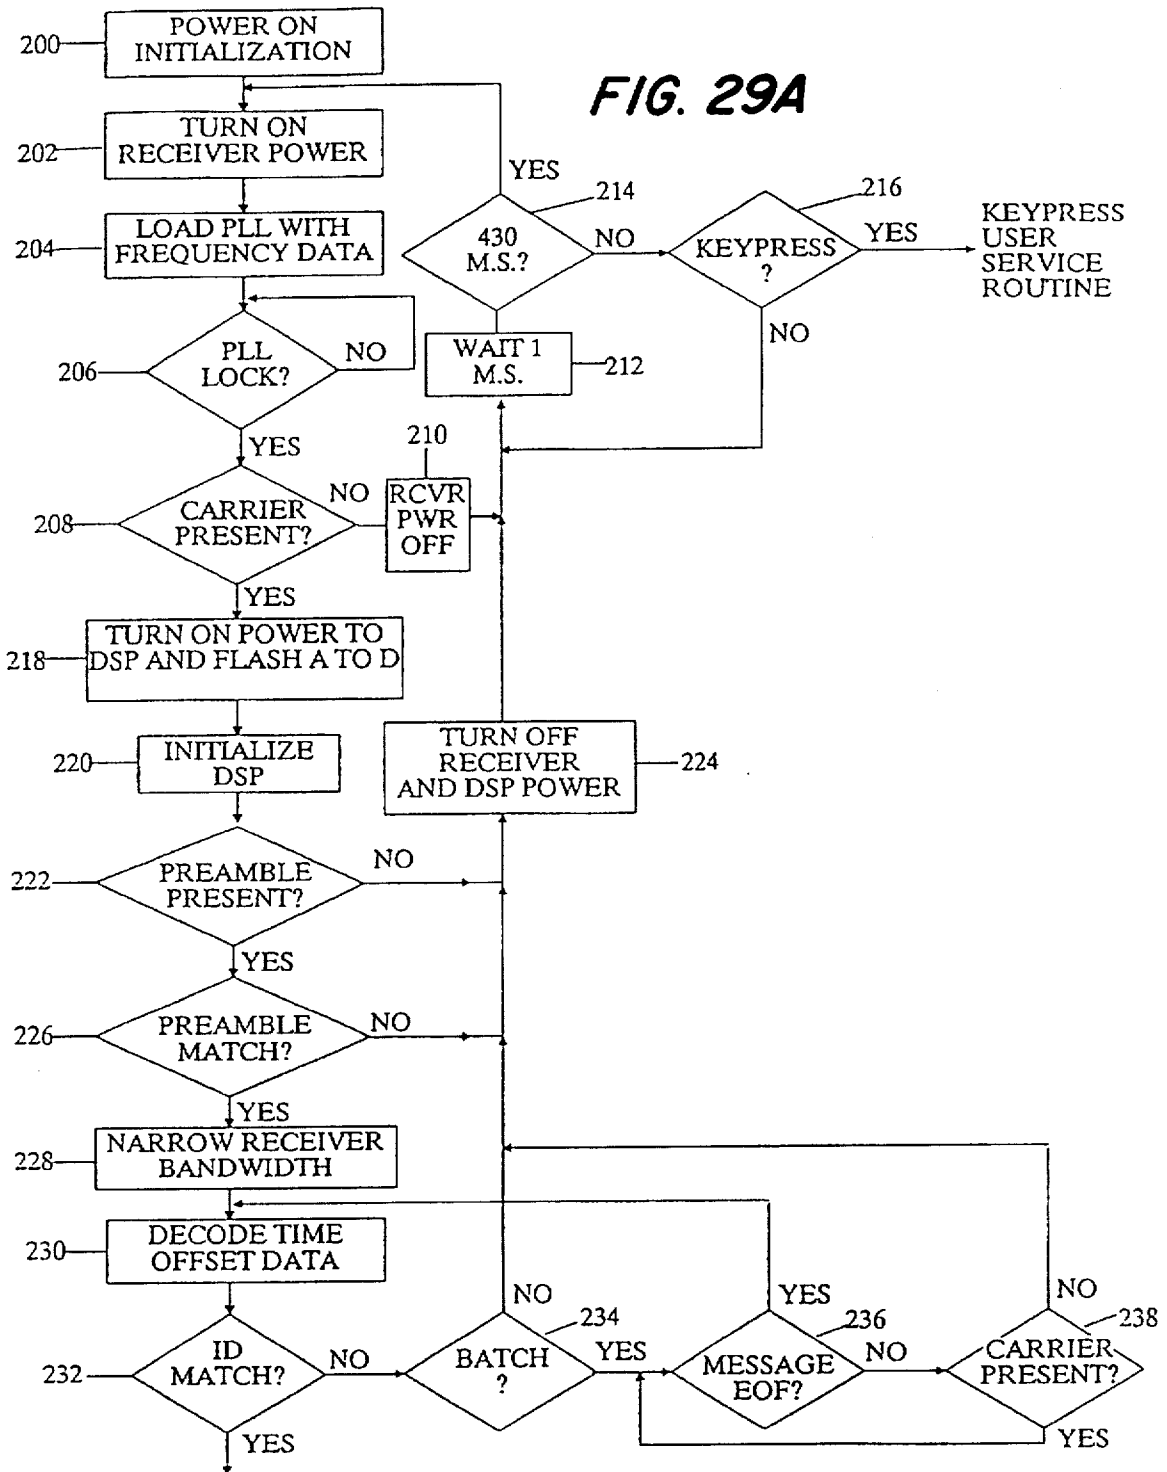 FIG. 29A
200
POWER ON
INITIALIZATION
202
TURN ON
RECEIVER POWER
204
LOAD PLL WITH
FREQUENCY DATA
206
PLL
LOCK?
NO
YES
208
CARRIER
PRESENT?
NO
YES
210
RCVR
PWR
OFF
WAIT 1
M.S.
212
430
M.S.?
214
YES
NO
KEYPRESS
?
216
YES
NO
KEYPRESS
USER
SERVICE
ROUTINE
218
TURN ON POWER TO
DSP AND FLASH A TO D
220
INITIALIZE
DSP
222
PREAMBLE
PRESENT?
NO
YES
TURN OFF
RECEIVER
AND DSP POWER
224
226
PREAMBLE
MATCH?
NO
YES
228
NARROW RECEIVER
BANDWIDTH
230
DECODE TIME
OFFSET DATA
232
ID
MATCH?
NO
YES
BATCH
?
234
NO
YES
MESSAGE
EOF?
236
YES
NO
CARRIER
PRESENT?
238
NO
YES